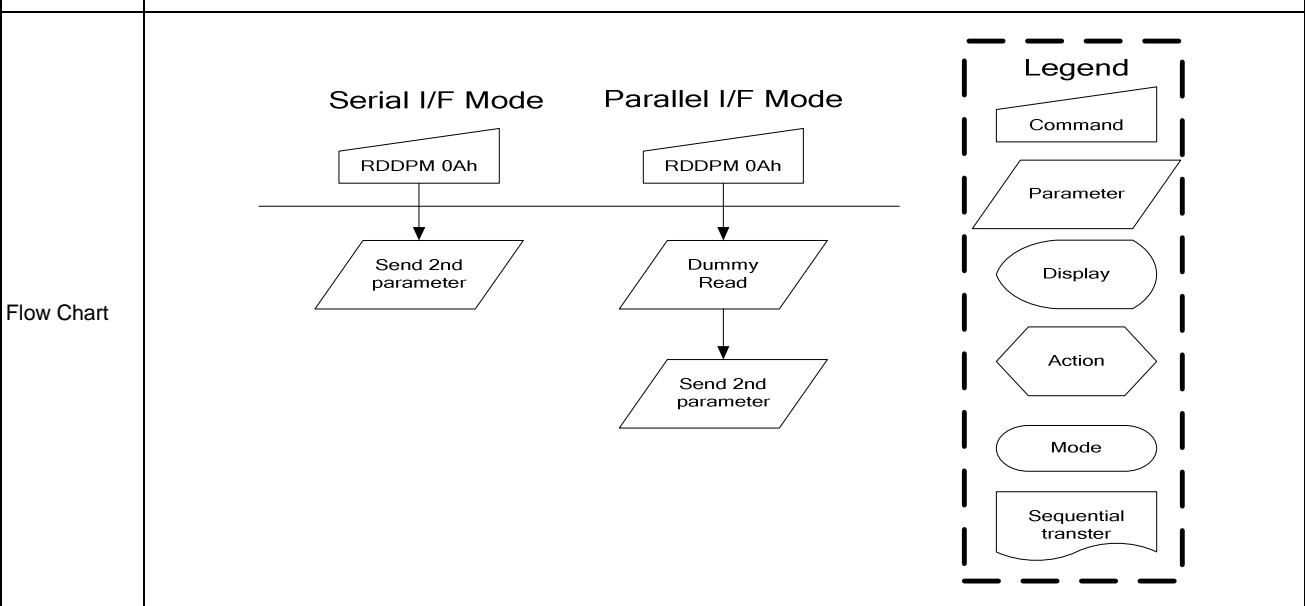 Flow Chart
Serial I/F Mode
RDDPM 0Ah
Send 2nd
parameter
Parallel I/F Mode
RDDPM 0Ah
Dummy
Read
Send 2nd
parameter
Legend
Command
Parameter
Display
Action
Mode
Sequential
transter